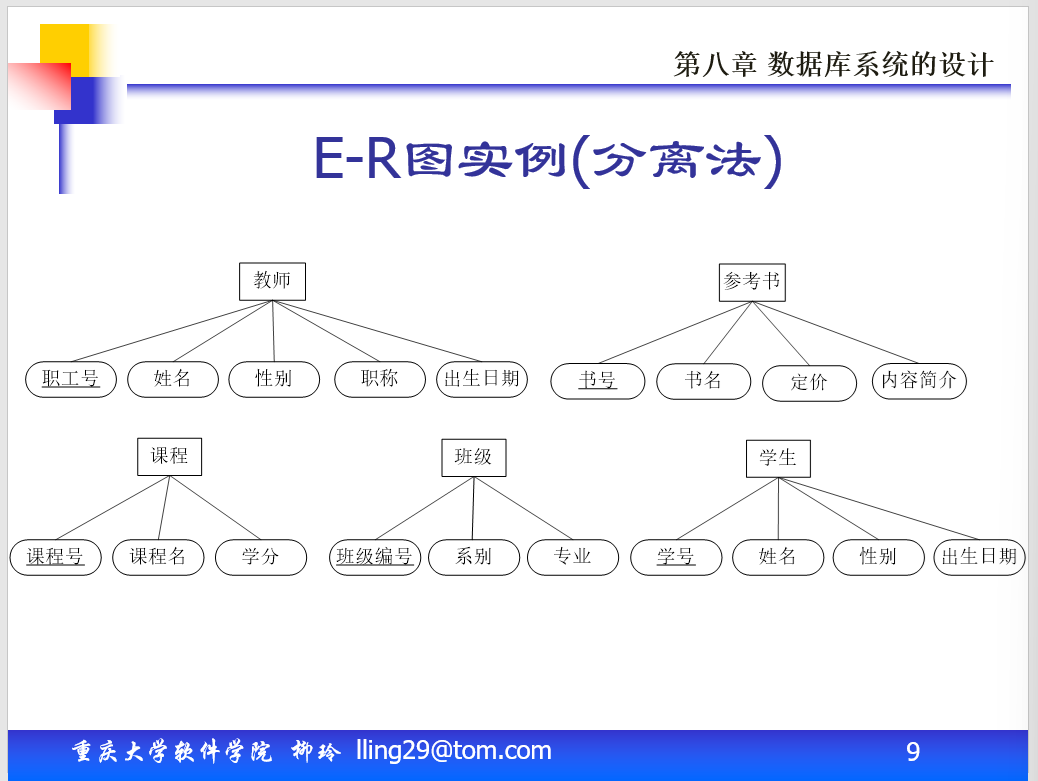 第八章 数据库系统的设计
E-R图实例(分离法)
教师
参考书
职工号 姓名 性别 职称 出生日期
书号 书名 定价 内容简介
课程 班级 学生
课程号 课程名 学分 班级编号 系别 专业 学号 姓名 性别 出生日期
重庆大学软件学院 柳玲 lling29@tom.com 9